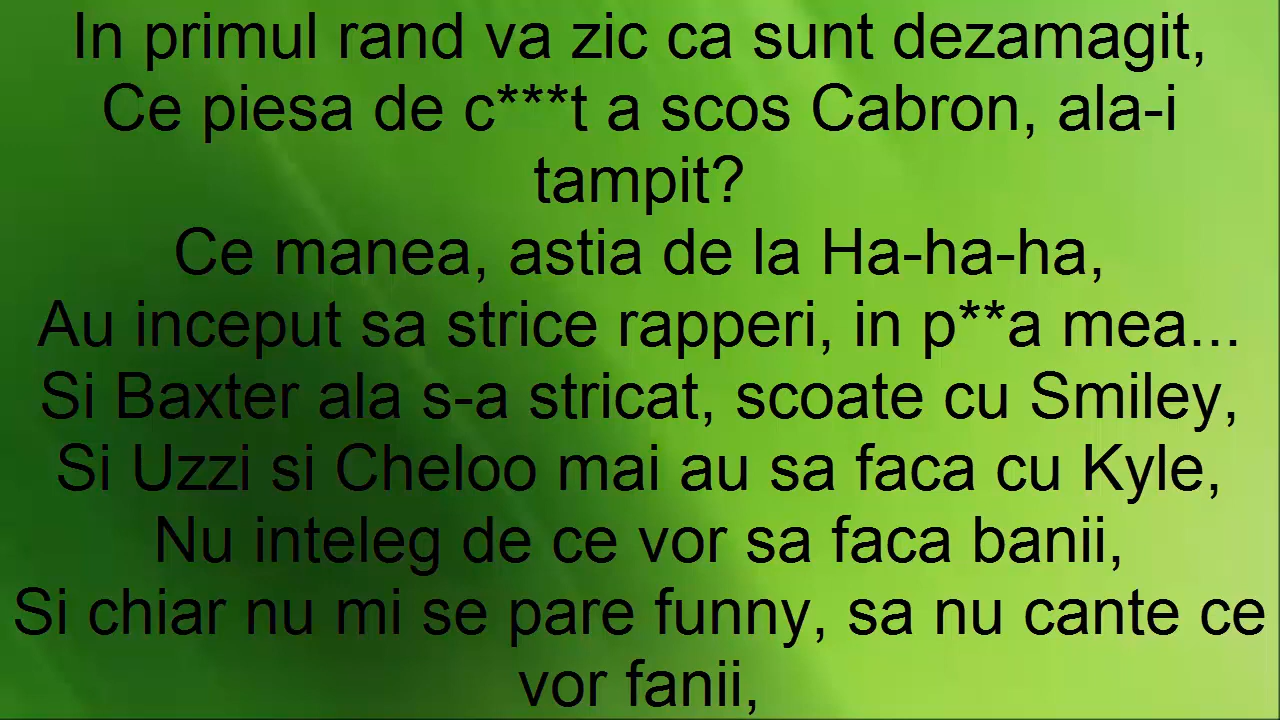 In primul rand va zic ca sunt dezamagit,
Ce piesa de c***t a scos Cabron, ala-i
tampit?
Ce manea, astia de la Ha-ha-ha,
Au inceput sa strice rapperi, in p**a mea...
Si Baxter ala s-a stricat, scoate cu Smiley,
Si Uzzi si Cheloo mai au sa faca cu Kyle,
Nu inteleg de ce vor sa faca banii,
Si chiar nu mi se pare funny, sa nu cante ce
vor fanii,